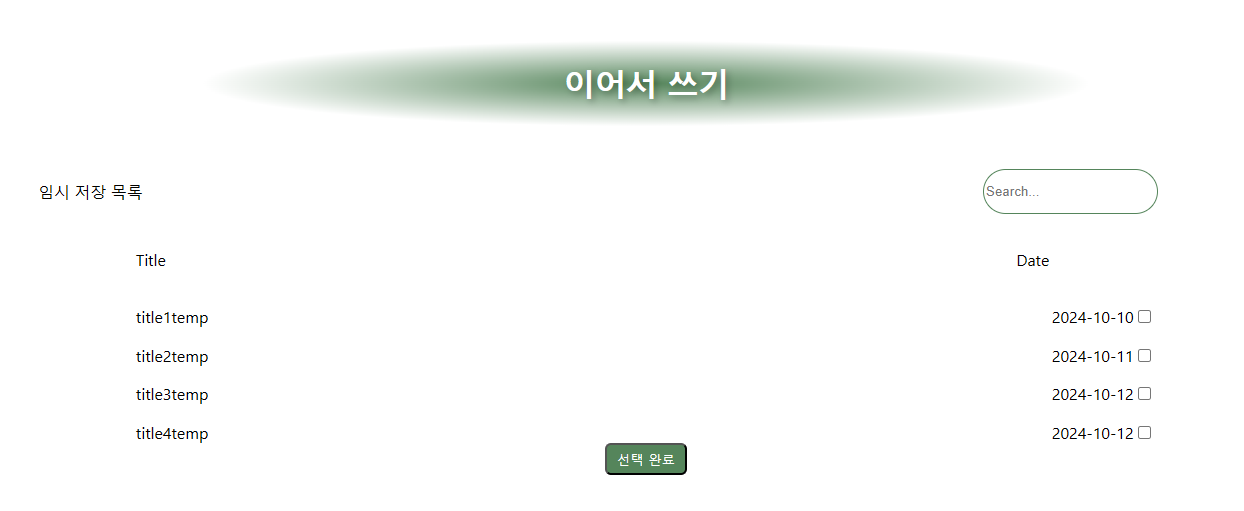 이어서 쓰기
임시 저장 목록 Search...
Title Date
title1temp 2024-10-10
title2temp 2024-10-11
title3temp 2024-10-12
title4temp 2024-10-12
선택 완료